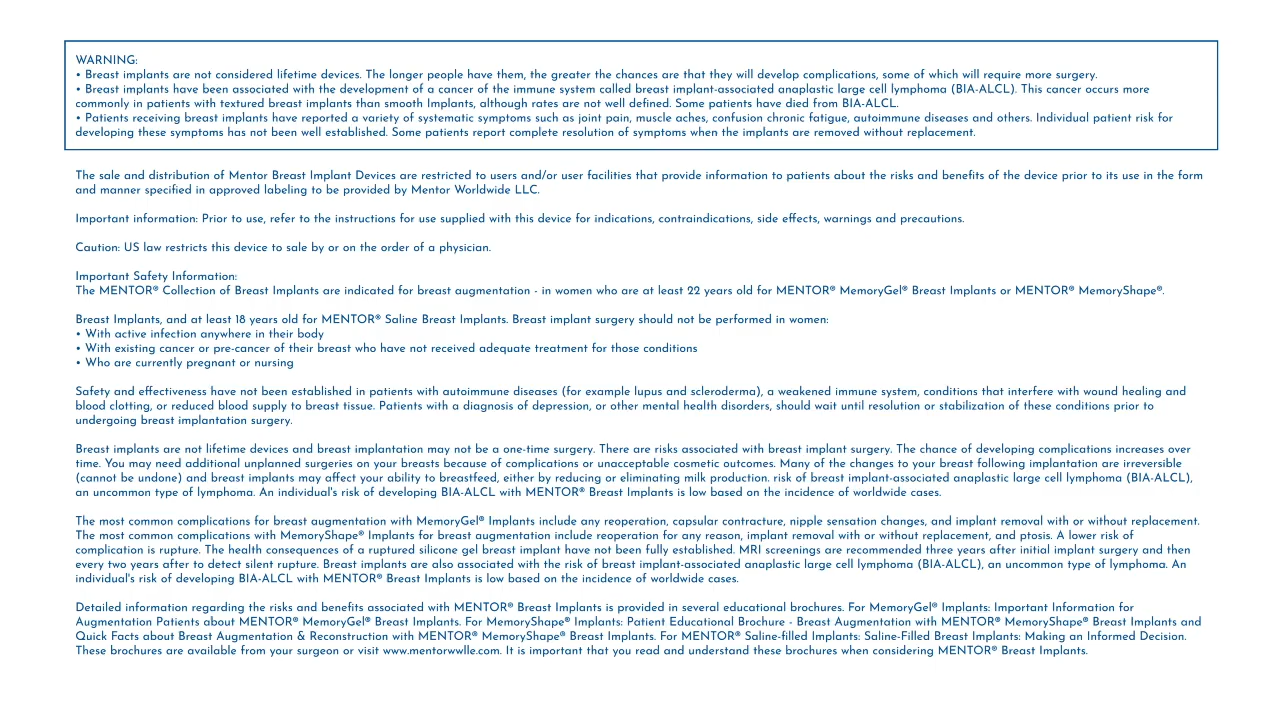 WARNING:
• Breast implants are not considered lifetime devices. The longer people have them, the greater the chances are that they will develop complications, some of which will require more surgery.
• Breast implants have been associated with the development of a cancer of the immune system called breast implant-associated anaplastic large cell lymphoma (BIA-ALCL). This cancer occurs more
commonly in patients with textured breast implants than smooth Implants, although rates are not well defined. Some patients have died from BIA-ALCL.
• Patients receiving breast implants have reported a variety of systematic symptoms such as joint pain, muscle aches, confusion chronic fatigue, autoimmune diseases and others. Individual patient risk for
developing these symptoms has not been well established. Some patients report complete resolution of symptoms when the implants are removed without replacement.
The sale and distribution of Mentor Breast Implant Devices are restricted to users and/or user facilities that provide information to patients about the risks and benefits of the device prior to its use in the form
and manner specified in approved labeling to be provided by Mentor Worldwide LLC.
Important information: Prior to use, refer to the instructions for use supplied with this device for indications, contraindications, side effects, warnings and precautions.
Caution: US law restricts this device to sale by or on the order of a physician.
Important Safety Information:
The MENTOR® Collection of Breast Implants are indicated for breast augmentation - in women who are at least 22 years old for MENTOR® MemoryGel® Breast Implants or MENTOR® MemoryShape®.
Breast Implants, and at least 18 years old for MENTOR® Saline Breast Implants. Breast implant surgery should not be performed in women:
• With active infection anywhere in their body
• With existing cancer or pre-cancer of their breast who have not received adequate treatment for those conditions
• Who are currently pregnant or nursing
Safety and effectiveness have not been established in patients with autoimmune diseases (for example lupus and scleroderma), a weakened immune system, conditions that interfere with wound healing and
blood clotting, or reduced blood supply to breast tissue. Patients with a diagnosis of depression, or other mental health disorders, should wait until resolution or stabilization of these conditions prior to
undergoing breast implantation surgery.
Breast implants are not lifetime devices and breast implantation may not be a one-time surgery. There are risks associated with breast implant surgery. The chance of developing complications increases over
time. You may need additional unplanned surgeries on your breasts because of complications or unacceptable cosmetic outcomes. Many of the changes to your breast following implantation are irreversible
(cannot be undone) and breast implants may affect your ability to breastfeed, either by reducing or eliminating milk production. risk of breast implant-associated anaplastic large cell lymphoma (BIA-ALCL),
an uncommon type of lymphoma. An individual's risk of developing BIA-ALCL with MENTOR® Breast Implants is low based on the incidence of worldwide cases.
The most common complications for breast augmentation with MemoryGel® Implants include any reoperation, capsular contracture, nipple sensation changes, and implant removal with or without replacement.
The most common complications with MemoryShape® Implants for breast augmentation include reoperation for any reason, implant removal with or without replacement, and ptosis. A lower risk of
complication is rupture. The health consequences of a ruptured silicone gel breast implant have not been fully established. MRI screenings are recommended three years after initial implant surgery and then
every two years after to detect silent rupture. Breast implants are also associated with the risk of breast implant-associated anaplastic large cell lymphoma (BIA-ALCL), an uncommon type of lymphoma. An
individual's risk of developing BIA-ALCL with MENTOR® Breast Implants is low based on the incidence of worldwide cases.
Detailed information regarding the risks and benefits associated with MENTOR® Breast Implants is provided in several educational brochures. For MemoryGel® Implants: Important Information for
Augmentation Patients about MENTOR® MemoryGel® Breast Implants. For MemoryShape® Implants: Patient Educational Brochure - Breast Augmentation with MENTOR® MemoryShape® Breast Implants and
Quick Facts about Breast Augmentation & Reconstruction with MENTOR® MemoryShape® Breast Implants. For MENTOR® Saline-filled Implants: Saline-Filled Breast Implants: Making an Informed Decision.
These brochures are available from your surgeon or visit www.mentorwwlle.com. It is important that you read and understand these brochures when considering MENTOR® Breast Implants.